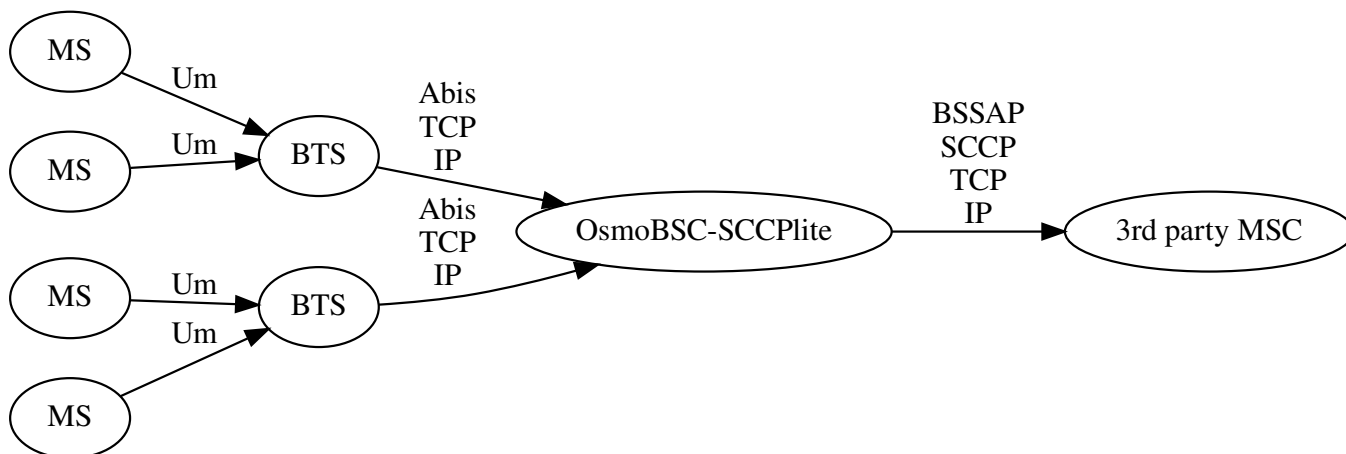 MS
Um
MS
Um
BTS
Abis
TCP
IP
MS
Um
MS
Um
BTS
Abis
TCP
IP
OsmoBSC-SCCPlite
BSSAP
SCCP
TCP
IP
3rd party MSC